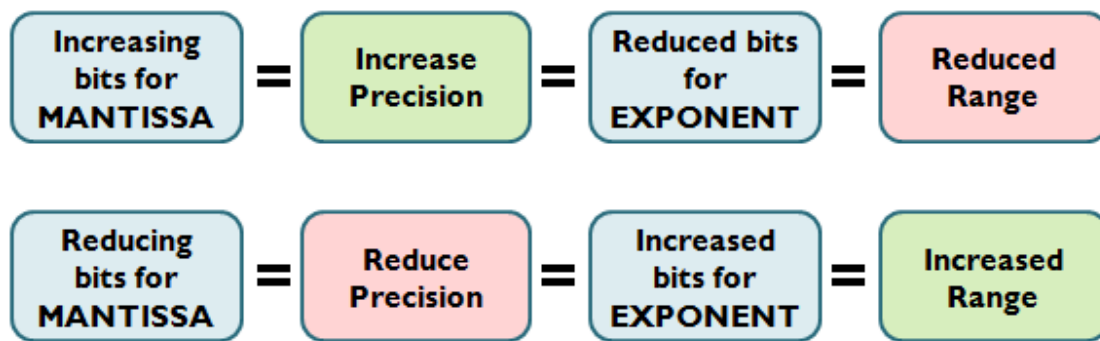 Increasing
bits for
MANTISSA
=
Increase
Precision
=
Reduced bits
for
EXPONENT
=
Reduced
Range
Reducing
bits for
MANTISSA
=
Reduce
Precision
=
Increased
bits for
EXPONENT
=
Increased
Range